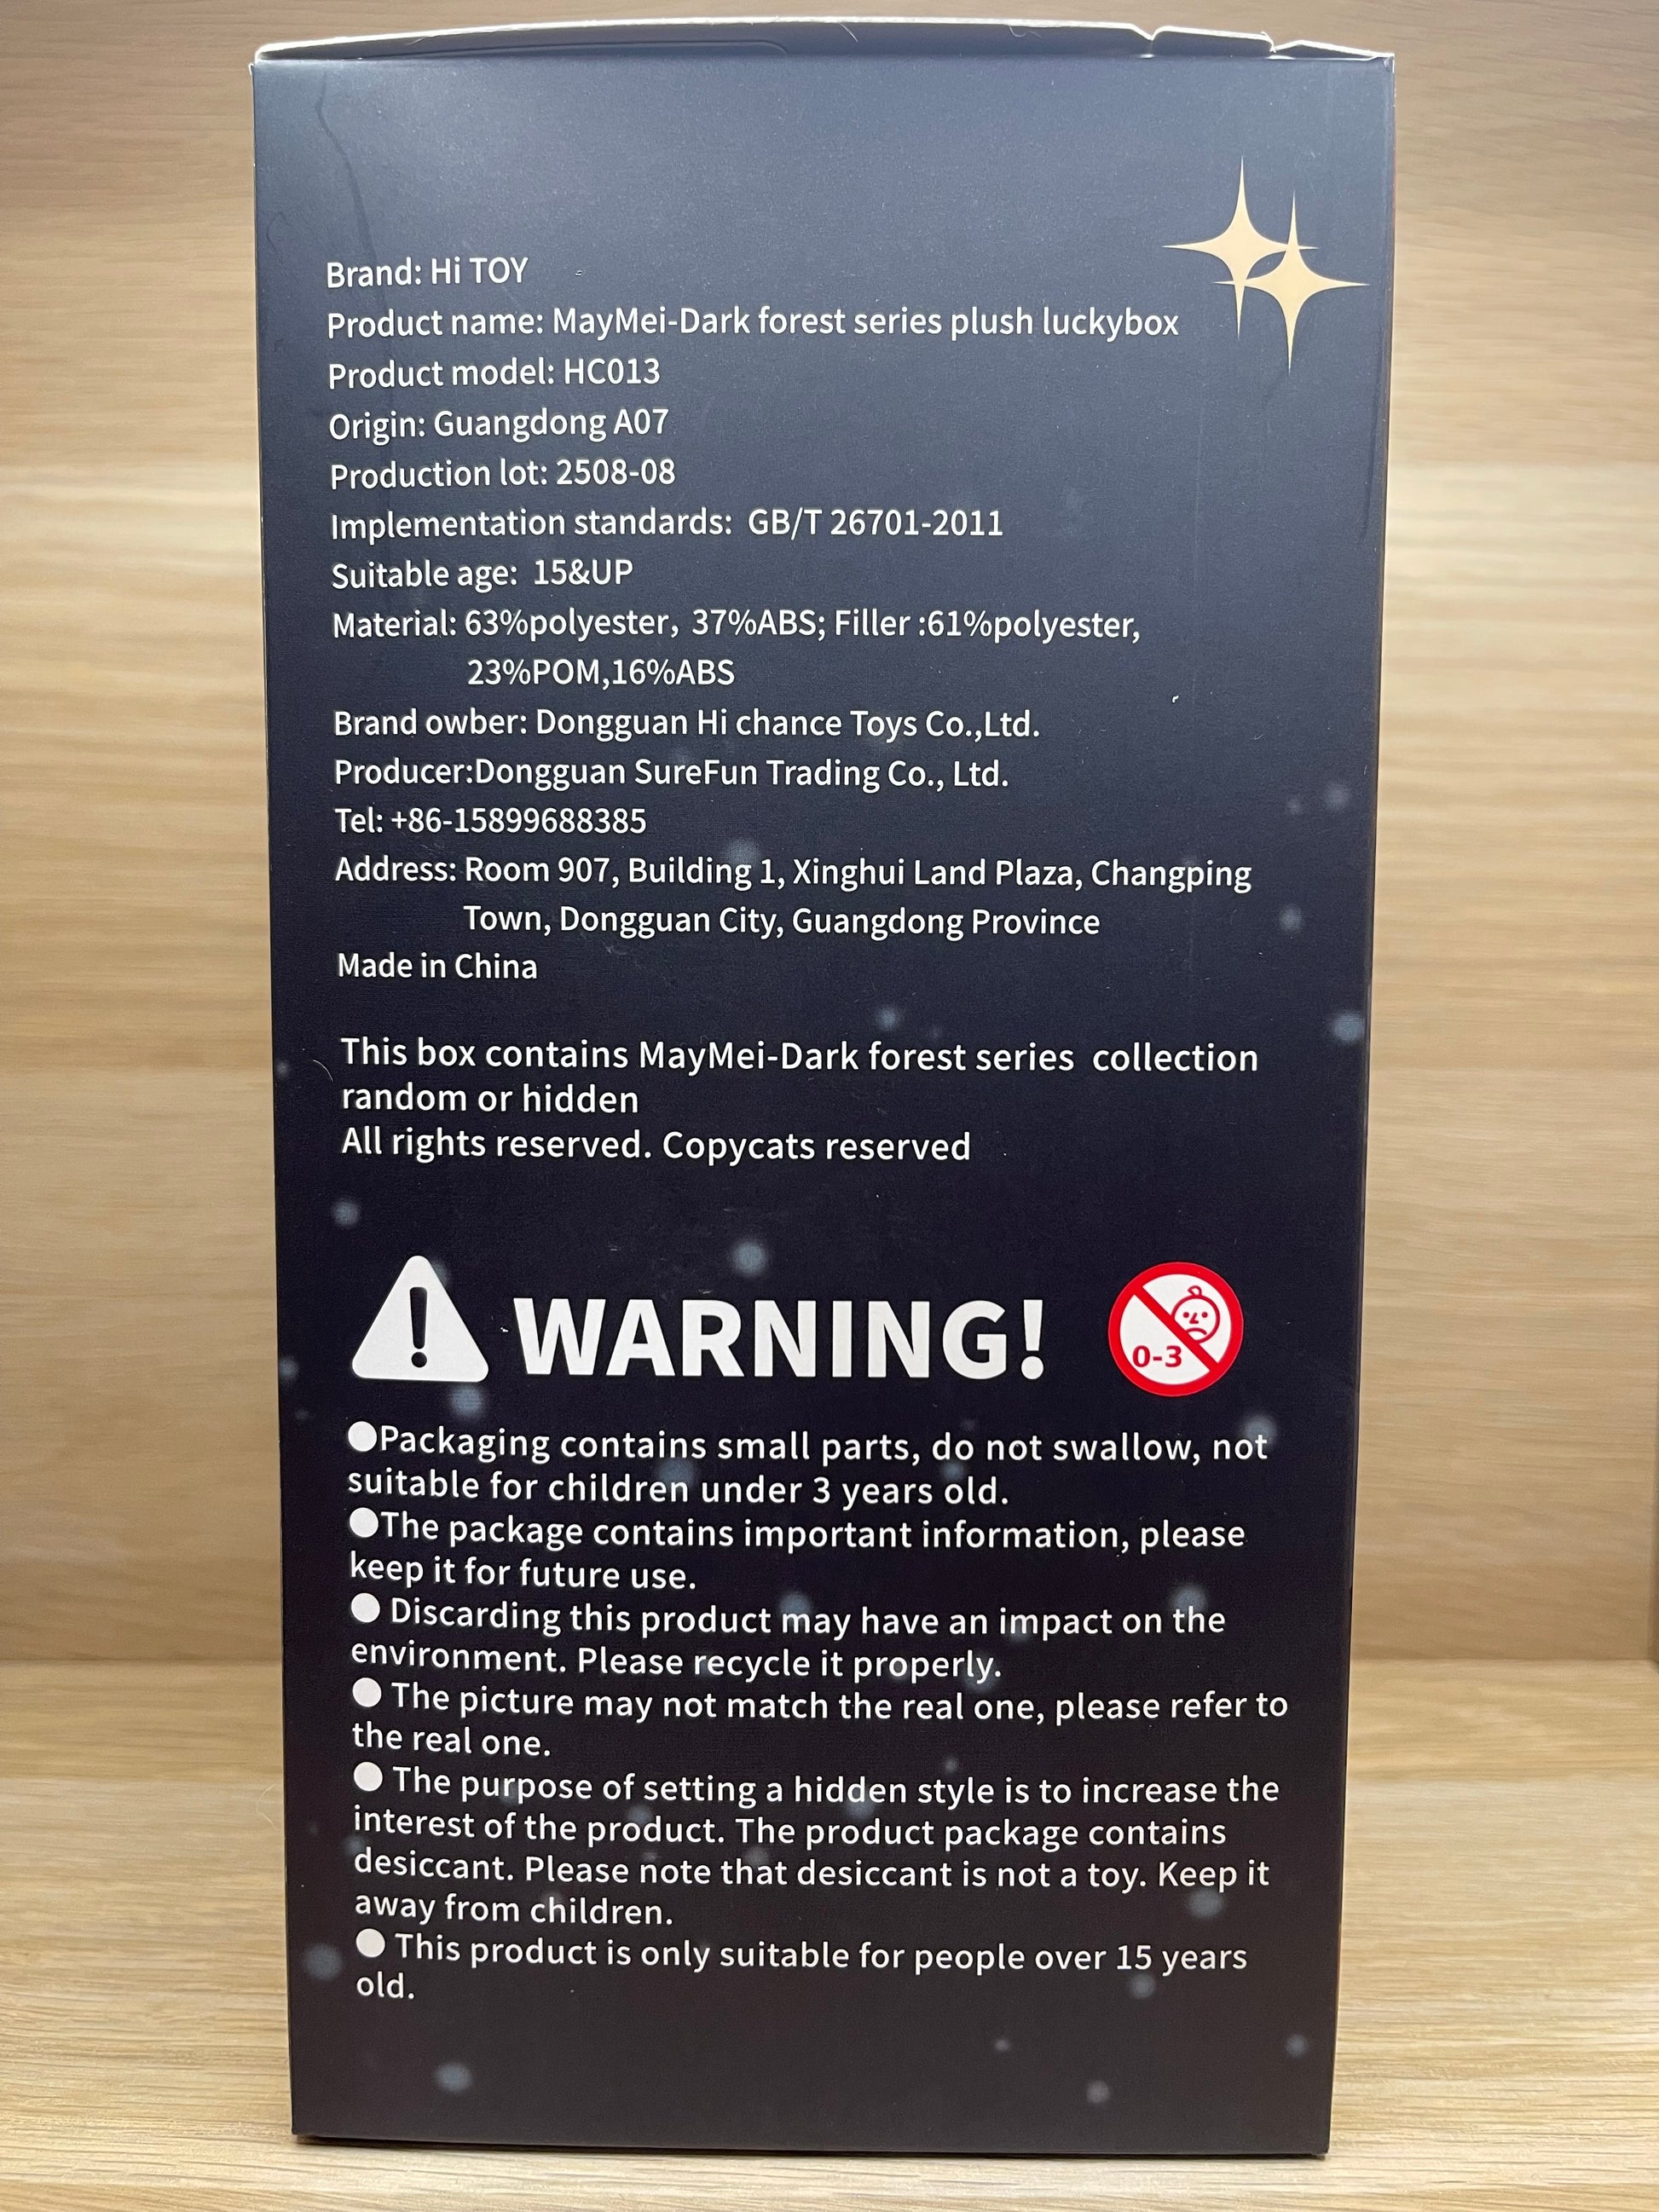 Brand: Hi TOY
Product name: MayMei-Dark forest series plush luckybox
Product model: HC013
Origin: Guangdong A07
Production lot: 2508-08
Implementation standards: GB/T 26701-2011
Suitable age: 15&UP
Material: 63%polyester, 37%ABS; Filler :61%polyester,
23%POM,16%ABS
Brand owber: Dongguan Hi chance Toys Co.,Ltd.
Producer:Dongguan SureFun Trading Co., Ltd.
Tel: +86-15899688385
Address: Room 907, Building 1, Xinghui Land Plaza, Changping
Town, Dongguan City, Guangdong Province
Made in China
This box contains MayMei-Dark forest series collection
random or hidden
All rights reserved. Copycats reserved
WARNING!
0-3
●Packaging contains small parts, do not swallow, not
suitable for children under 3 years old.
●The package contains important information, please
keep it for future use.
● Discarding this product may have an impact on the
environment. Please recycle it properly.
● The picture may not match the real one, please refer to
the real one.
● The purpose of setting a hidden style is to increase the
interest of the product. The product package contains
desiccant. Please note that desiccant is not a toy. Keep it
away from children.
● This product is only suitable for people over 15 years
old.